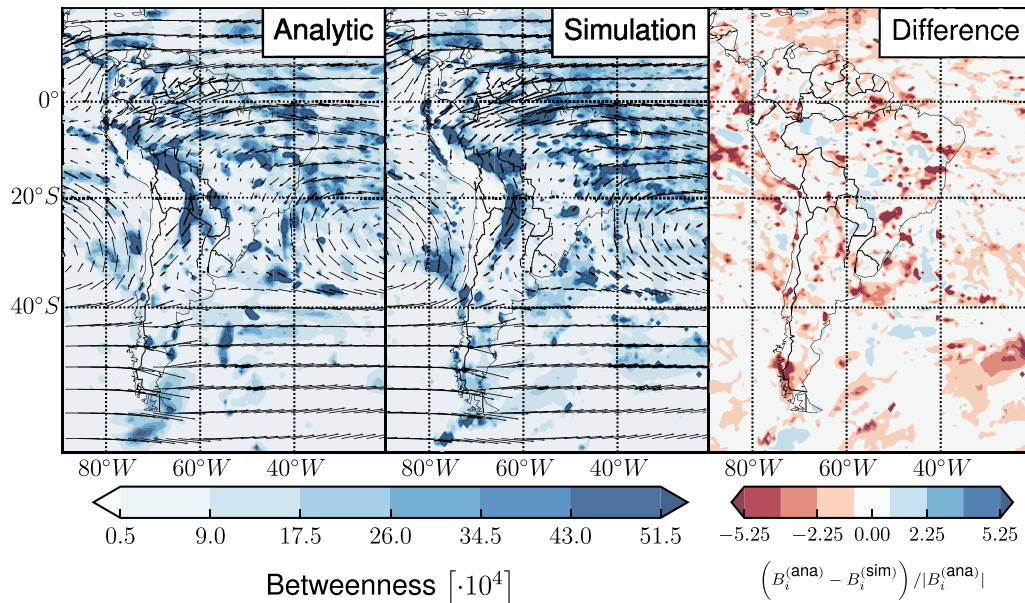 Analytic
Simulation
Difference
0°
20°S
40°S
80°W 60°W 40°W 80°W 60°W 40°W 80°W 60°W 40°W
0.5 9.0 17.5 26.0 34.5 43.0 51.5
−5.25 −2.25 0.00 2.25 5.25
Betweenness [·10⁴]
(B_i^(ana) − B_i^(sim)) /|B_i^(ana)|